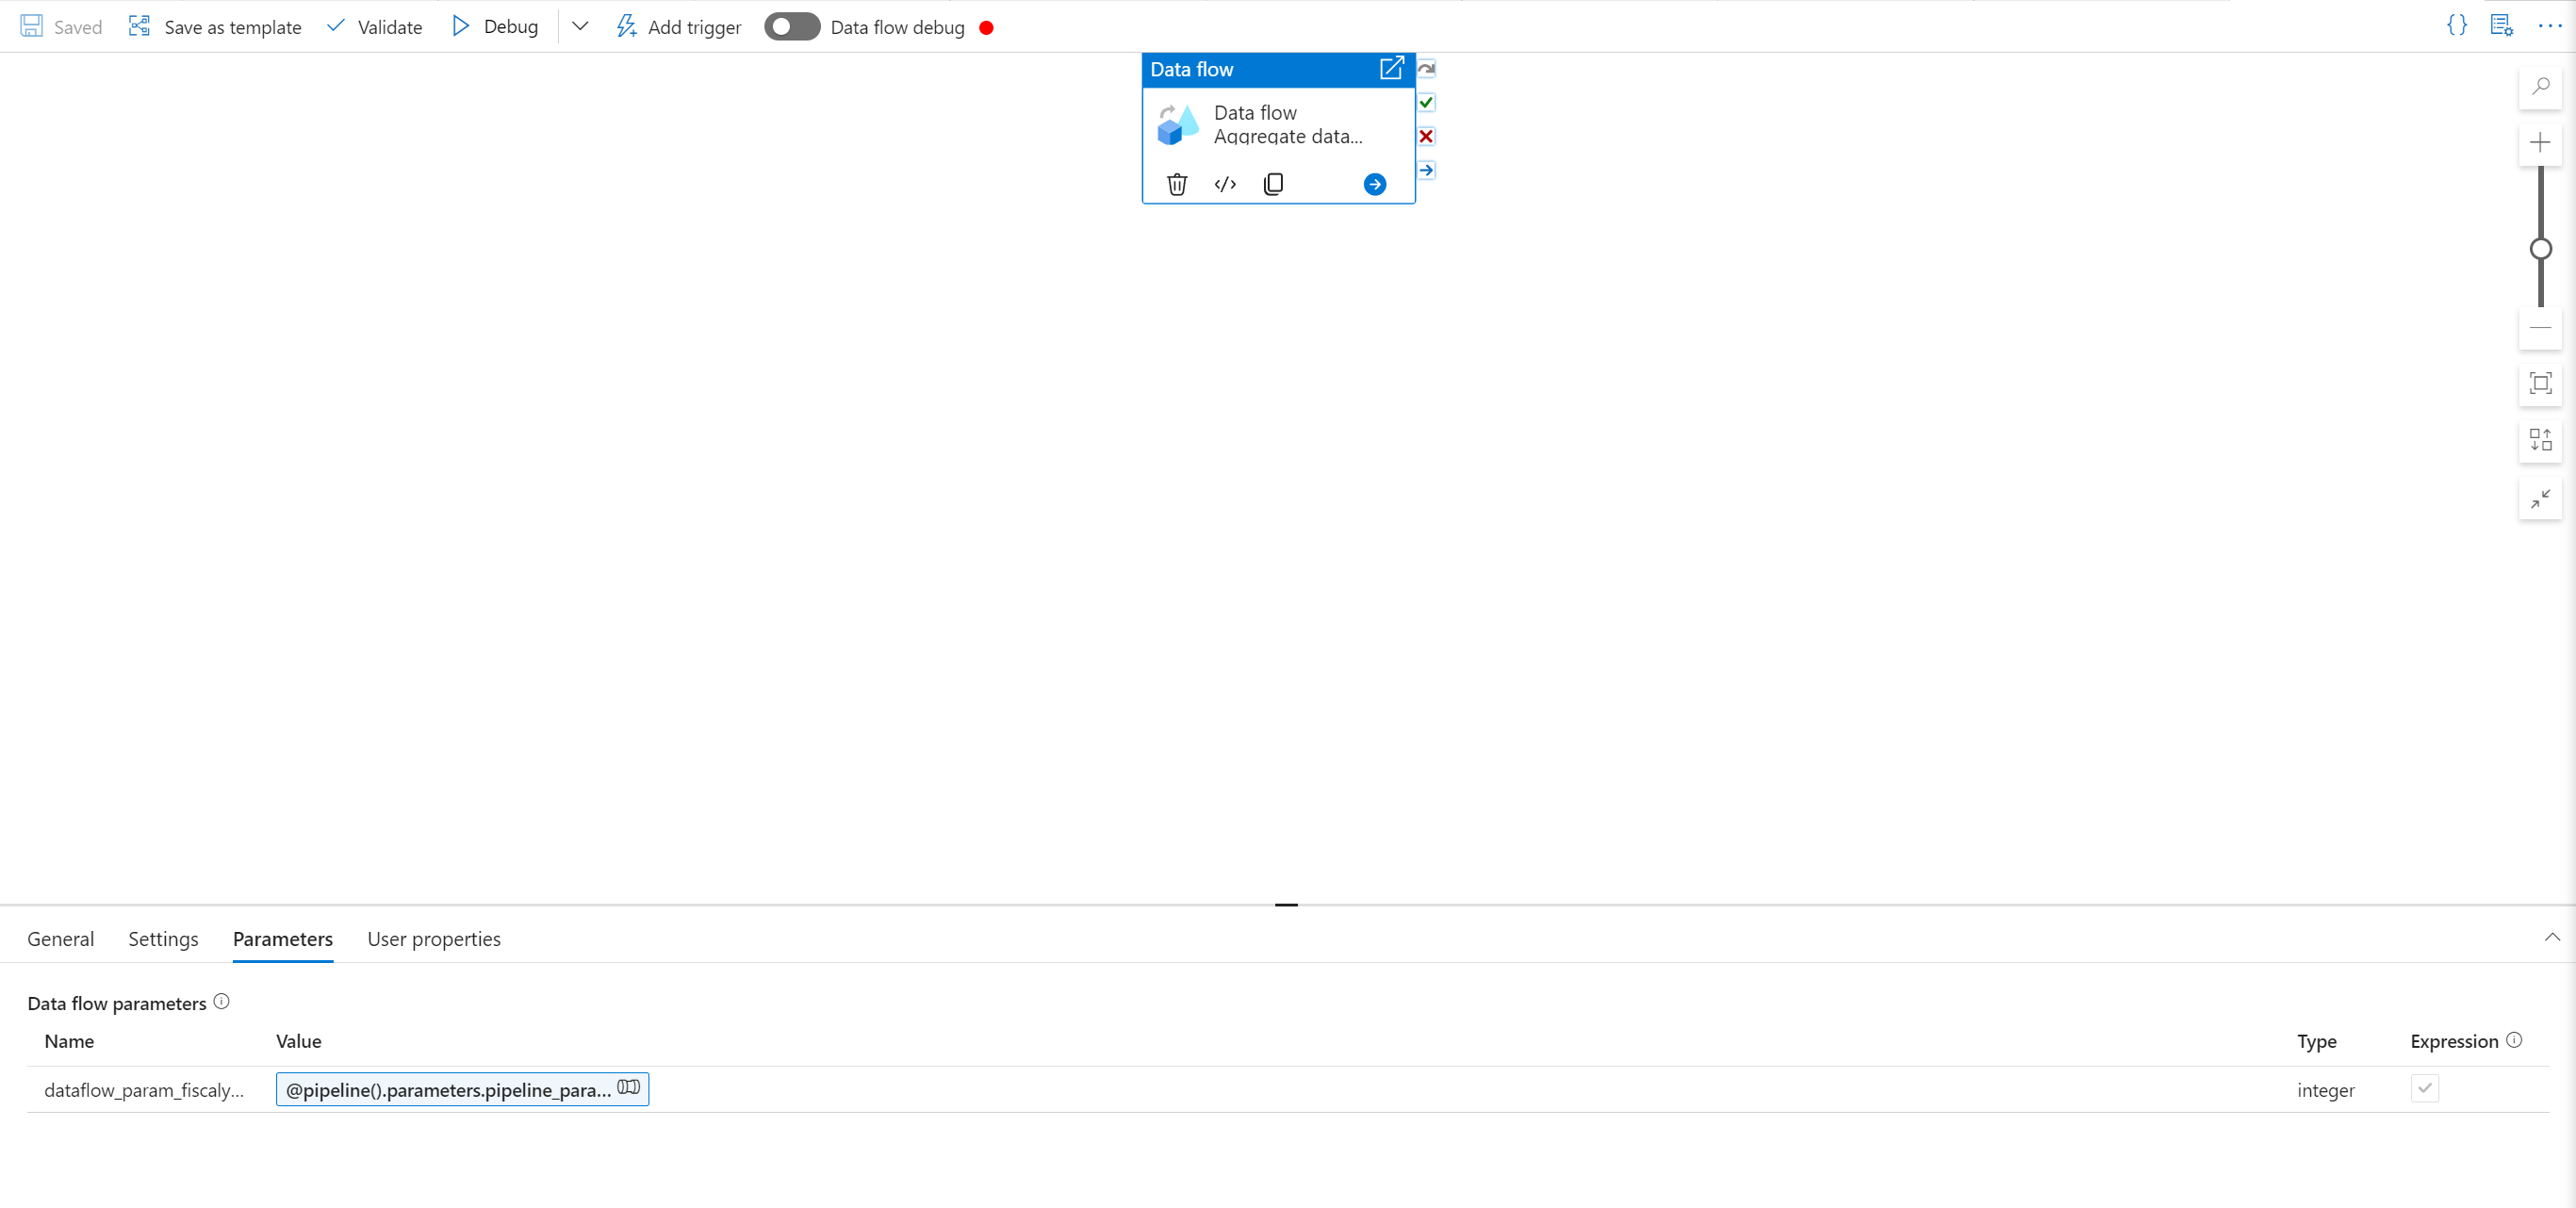 Saved Save as template Validate Debug Add trigger Data flow debug
Data flow
Data flow
Aggregate data...
General Settings Parameters User properties
Data flow parameters
Name Value Type Expression
dataflow_param_fiscaly... @pipeline().parameters.pipeline_para... integer